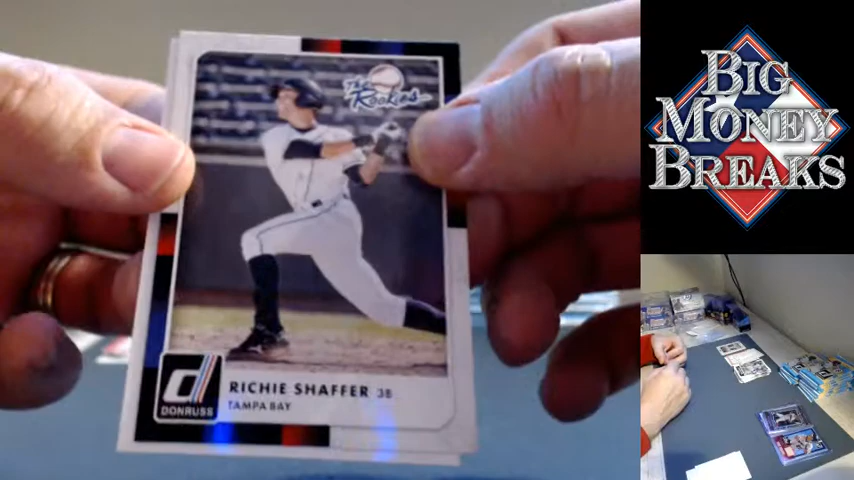 The
Rookies
DONRUSS
RICHIE SHAFFER 3B
TAMPA BAY
BIG
MONEY
BREAKS